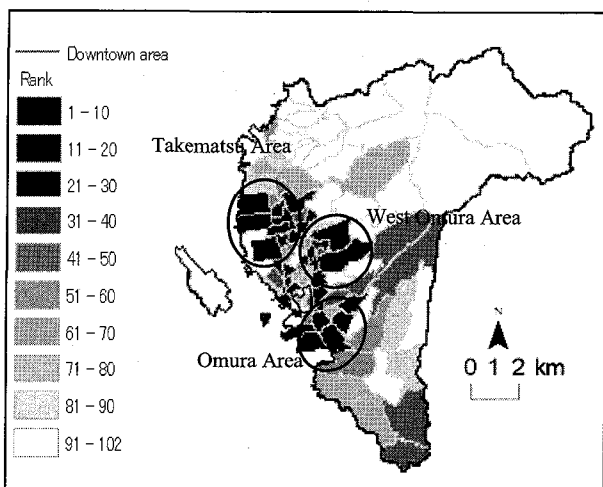 Downtown area
Rank
1 - 10
11 - 20
21 - 30
31 - 40
41 - 50
51 - 60
61 - 70
71 - 80
81 - 90
91 - 102
Takematsu Area
West Omura Area
Omura Area
N
0 1 2 km